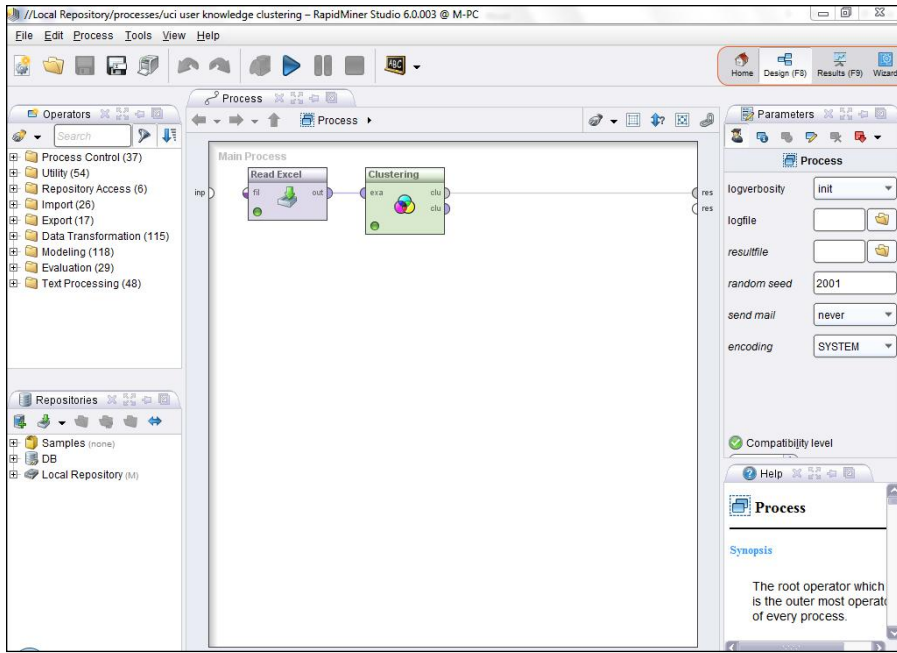 //Local Repository/processes/uci user knowledge clustering – RapidMiner Studio 6.0.003 @ M-PC
File Edit Process Tools View Help
ABC
Home Design (F8) Results (F9) Wizard
Operators
Search
Process Control (37)
Utility (54)
Repository Access (6)
Import (26)
Export (17)
Data Transformation (115)
Modeling (118)
Evaluation (29)
Text Processing (48)
Repositories
Samples (none)
DB
Local Repository (M)
Process
Process
Main Process
inp
Read Excel
fil out
Clustering
exa clu
clu
res
res
Parameters
Process
logverbosity init
logfile
resultfile
random seed 2001
send mail never
encoding SYSTEM
Compatibility level
Help
Process
Synopsis
The root operator which
is the outer most operato
of every process.